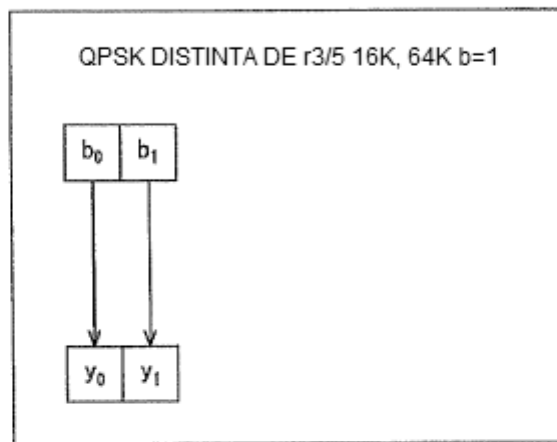 QPSK DISTINTA DE r3/5 16K, 64K b=1
b₀ b₁
y₀ y₁